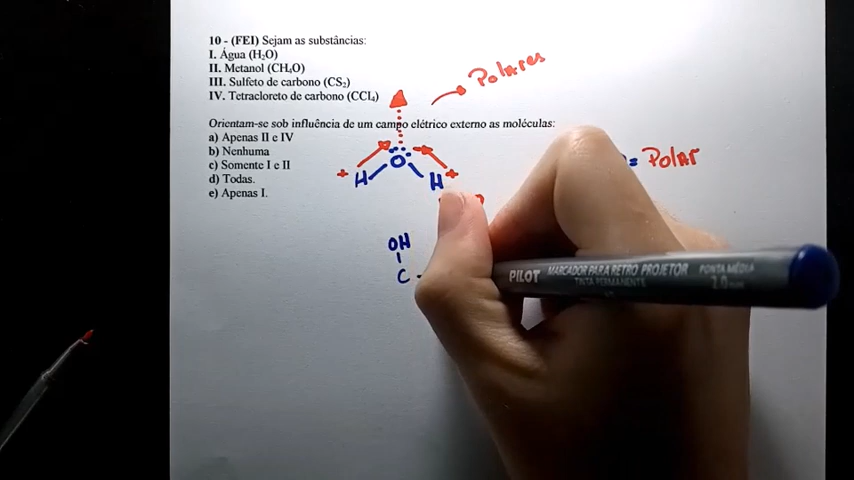 10 - (FEI) Sejam as substâncias:
I. Água (H₂O)
II. Metanol (CH₄O)
III. Sulfeto de carbono (CS₂)
IV. Tetracloreto de carbono (CCl₄)
Polares
Orientam-se sob influência de um campo elétrico externo as moléculas:
a) Apenas II e IV
b) Nenhuma
c) Somente I e II
d) Todas.
e) Apenas I.
O
+ H H +
= Polar
OH
C
PILOT MARCADOR PARA RETRO PROJETOR PONTA MÉDIA
TINTA PERMANENTE 2.0mm